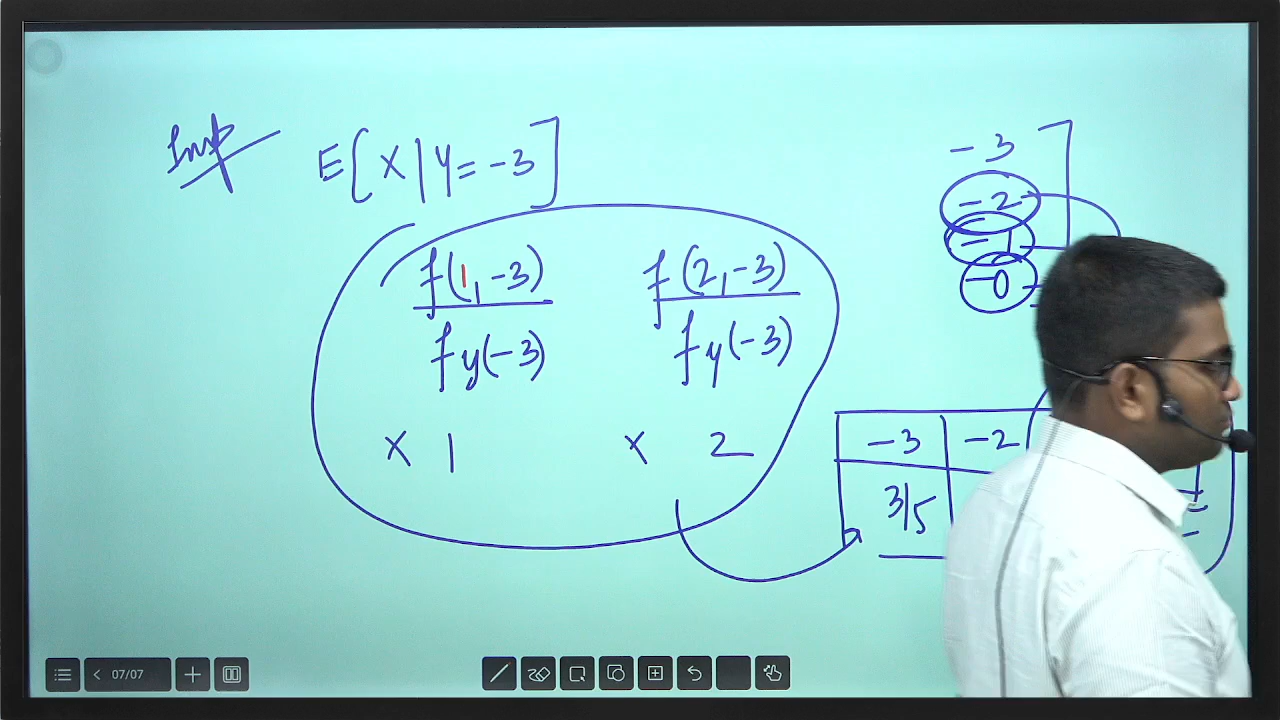 Imp
E[X|Y=-3]
f(1,-3)
fy(-3)
f(2,-3)
fy(-3)
x 1
x 2
-3
-2
-1
-0
-3 -2
3/5
07/07